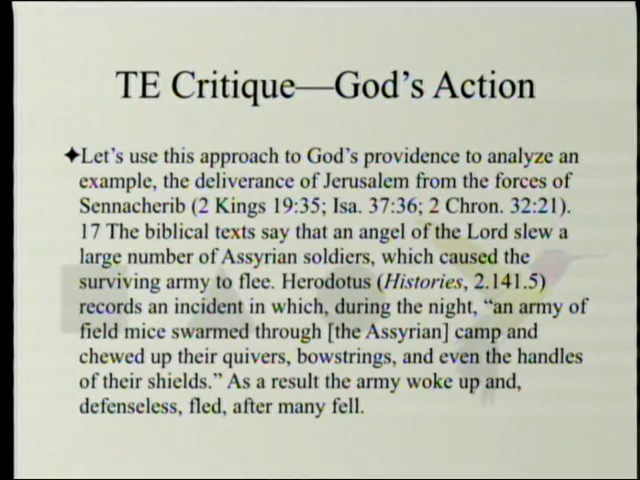 TE Critique—God's Action
✦Let's use this approach to God's providence to analyze an
example, the deliverance of Jerusalem from the forces of
Sennacherib (2 Kings 19:35; Isa. 37:36; 2 Chron. 32:21).
17 The biblical texts say that an angel of the Lord slew a
large number of Assyrian soldiers, which caused the
surviving army to flee. Herodotus (Histories, 2.141.5)
records an incident in which, during the night, “an army of
field mice swarmed through [the Assyrian] camp and
chewed up their quivers, bowstrings, and even the handles
of their shields.” As a result the army woke up and,
defenseless, fled, after many fell.